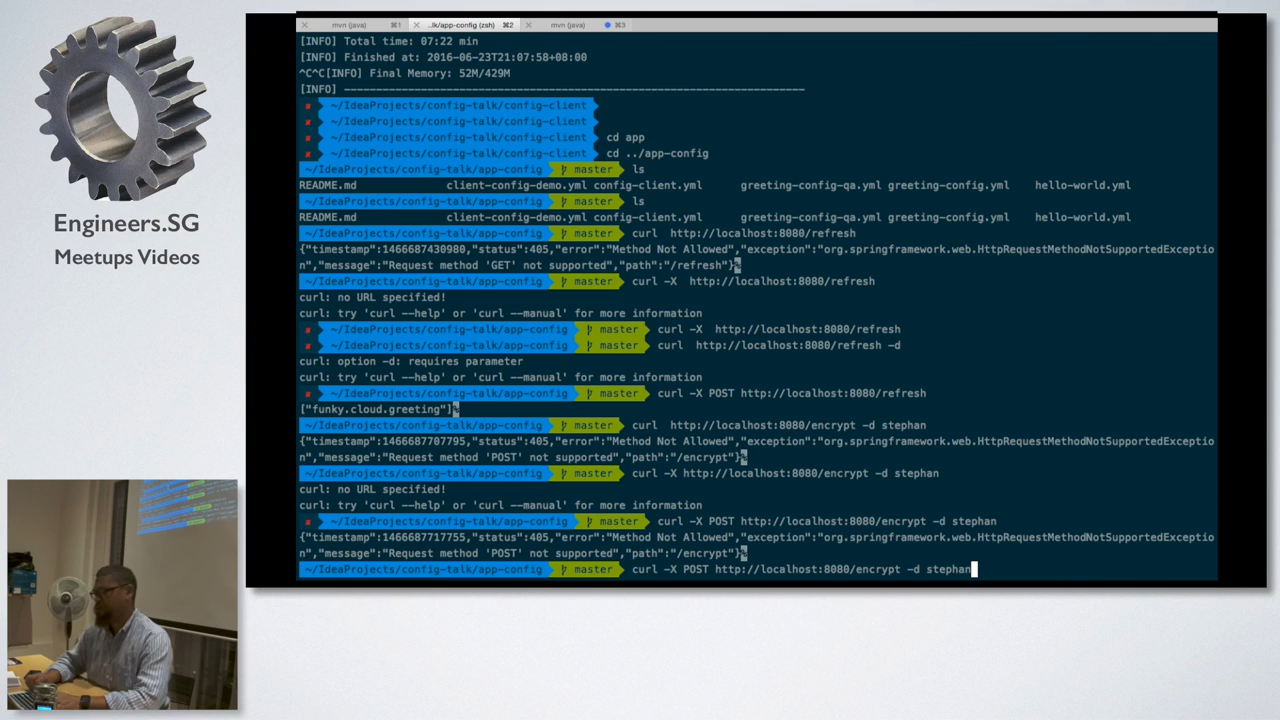 mvn (java) ⌘1 ..lk/app-config (zsh) ⌘2 mvn (java) ⌘3
[INFO] Total time: 07:22 min
[INFO] Finished at: 2016-06-23T21:07:58+08:00
^C^C[INFO] Final Memory: 52M/429M
[INFO] ------------------------------------------------------------------------
~/IdeaProjects/config-talk/config-client
~/IdeaProjects/config-talk/config-client
~/IdeaProjects/config-talk/config-client cd app
~/IdeaProjects/config-talk/config-client cd ../app-config
~/IdeaProjects/config-talk/app-config master ls
README.md client-config-demo.yml config-client.yml greeting-config-qa.yml greeting-config.yml hello-world.yml
~/IdeaProjects/config-talk/app-config master ls
README.md client-config-demo.yml config-client.yml greeting-config-qa.yml greeting-config.yml hello-world.yml
~/IdeaProjects/config-talk/app-config master curl http://localhost:8080/refresh
{"timestamp":1466687430980,"status":405,"error":"Method Not Allowed","exception":"org.springframework.web.HttpRequestMethodNotSupportedExceptio
n","message":"Request method 'GET' not supported","path":"/refresh"}%
~/IdeaProjects/config-talk/app-config master curl -X http://localhost:8080/refresh
curl: no URL specified!
curl: try 'curl --help' or 'curl --manual' for more information
~/IdeaProjects/config-talk/app-config master curl -X http://localhost:8080/refresh
~/IdeaProjects/config-talk/app-config master curl http://localhost:8080/refresh -d
curl: option -d: requires parameter
curl: try 'curl --help' or 'curl --manual' for more information
~/IdeaProjects/config-talk/app-config master curl -X POST http://localhost:8080/refresh
["funky.cloud.greeting"]%
~/IdeaProjects/config-talk/app-config master curl http://localhost:8080/encrypt -d stephan
{"timestamp":1466687707795,"status":405,"error":"Method Not Allowed","exception":"org.springframework.web.HttpRequestMethodNotSupportedExceptio
n","message":"Request method 'POST' not supported","path":"/encrypt"}%
~/IdeaProjects/config-talk/app-config master curl -X http://localhost:8080/encrypt -d stephan
curl: no URL specified!
curl: try 'curl --help' or 'curl --manual' for more information
~/IdeaProjects/config-talk/app-config master curl -X POST http://localhost:8080/encrypt -d stephan
{"timestamp":1466687717755,"status":405,"error":"Method Not Allowed","exception":"org.springframework.web.HttpRequestMethodNotSupportedExceptio
n","message":"Request method 'POST' not supported","path":"/encrypt"}%
~/IdeaProjects/config-talk/app-config master curl -X POST http://localhost:8080/encrypt -d stephan
Engineers.SG
Meetups Videos